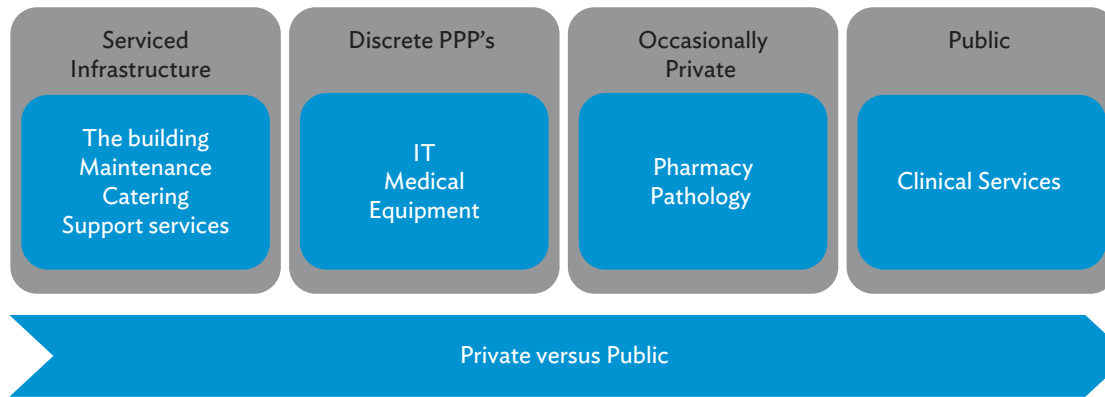 Serviced
Infrastructure
The building
Maintenance
Catering
Support services
Discrete PPP's
IT
Medical
Equipment
Occasionally
Private
Pharmacy
Pathology
Public
Clinical Services
Private versus Public